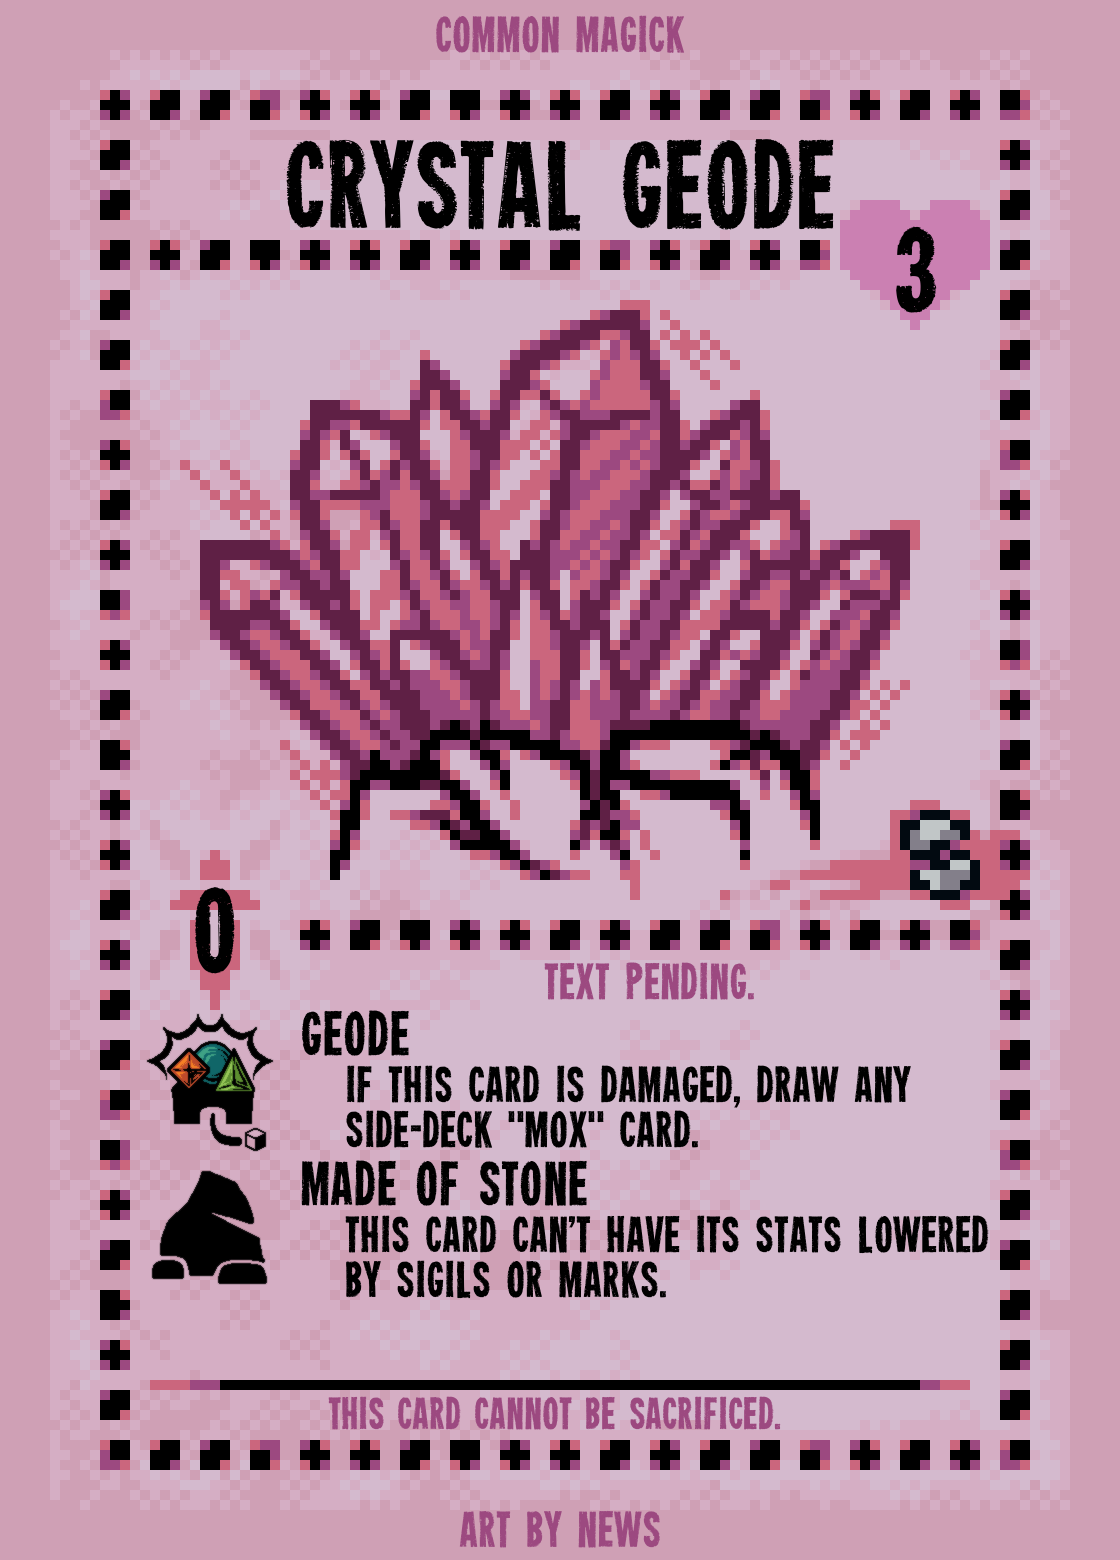 COMMON MAGICK
CRYSTAL GEODE
3
0
TEXT PENDING.
GEODE
IF THIS CARD IS DAMAGED, DRAW ANY
SIDE-DECK "MOX" CARD.
MADE OF STONE
THIS CARD CAN'T HAVE ITS STATS LOWERED
BY SIGILS OR MARKS.
THIS CARD CANNOT BE SACRIFICED.
ART BY NEWS